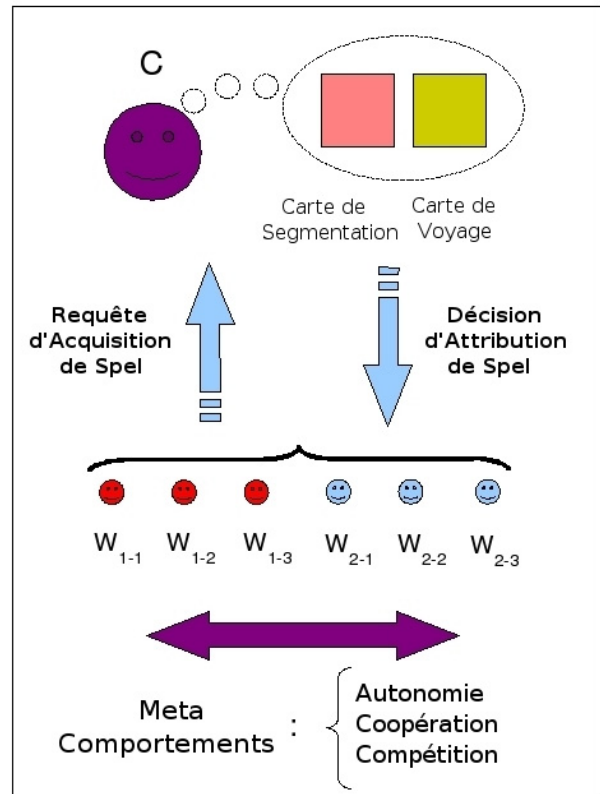 C
Carte de
Segmentation
Carte de
Voyage
Requête
d'Acquisition
de Spel
Décision
d'Attribution
de Spel
W1-1 W1-2 W1-3 W2-1 W2-2 W2-3
Meta
Comportements :
Autonomie
Coopération
Compétition